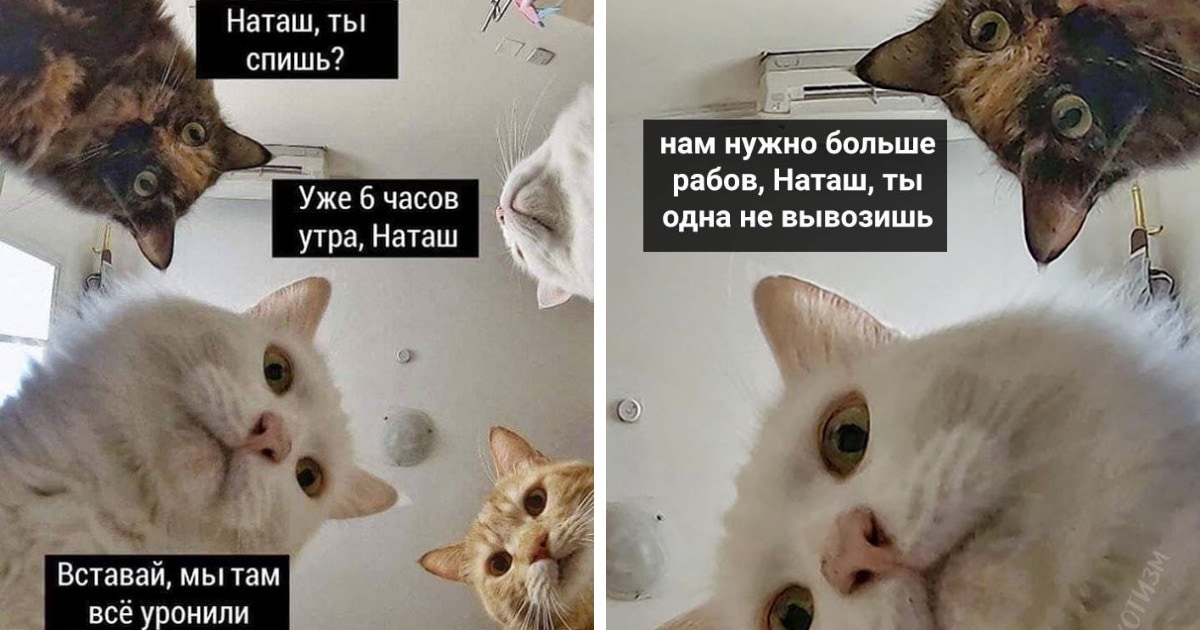 Наташ, ты
спишь?
Уже 6 часов
утра, Наташ
Вставай, мы там
всё уронили
нам нужно больше
рабов, Наташ, ты
одна не вывозишь